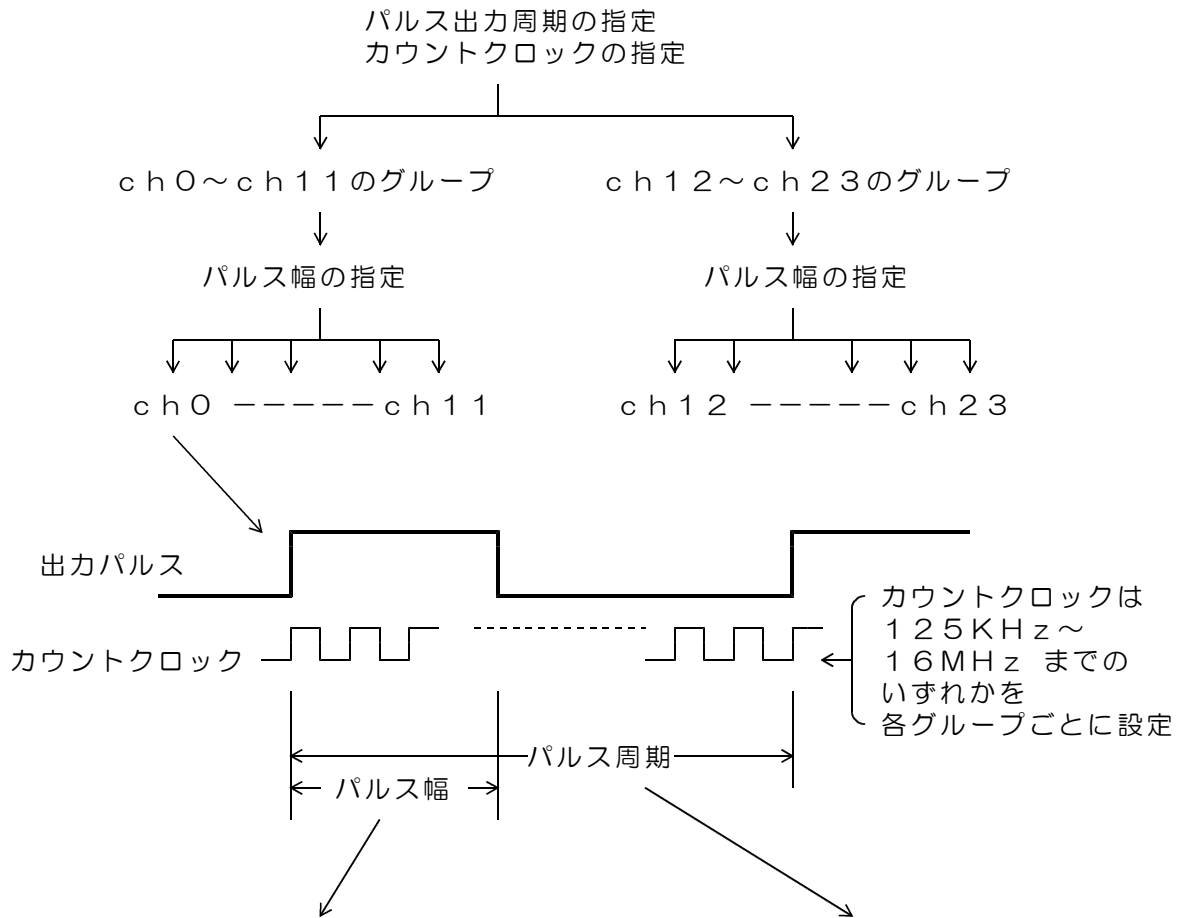 パルス出力周期の指定
カウントクロックの指定
ｃｈ０～ｃｈ１１のグループ
ｃｈ１２～ｃｈ２３のグループ
パルス幅の指定
パルス幅の指定
ｃｈ０ －－－－－ｃｈ１１
ｃｈ１２ －－－－－ｃｈ２３
出力パルス
カウントクロック
カウントクロックは
１２５ＫＨｚ～
１６ＭＨｚ までの
いずれかを
各グループごとに設定
パルス周期
パルス幅